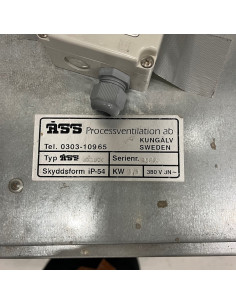 ÅSS Processventilation ab
KUNGÄLV
Tel. 0303-10965 SWEDEN
Typ ÅSS Serienr.
Skyddsform iP-54 KW 380 V 3N~